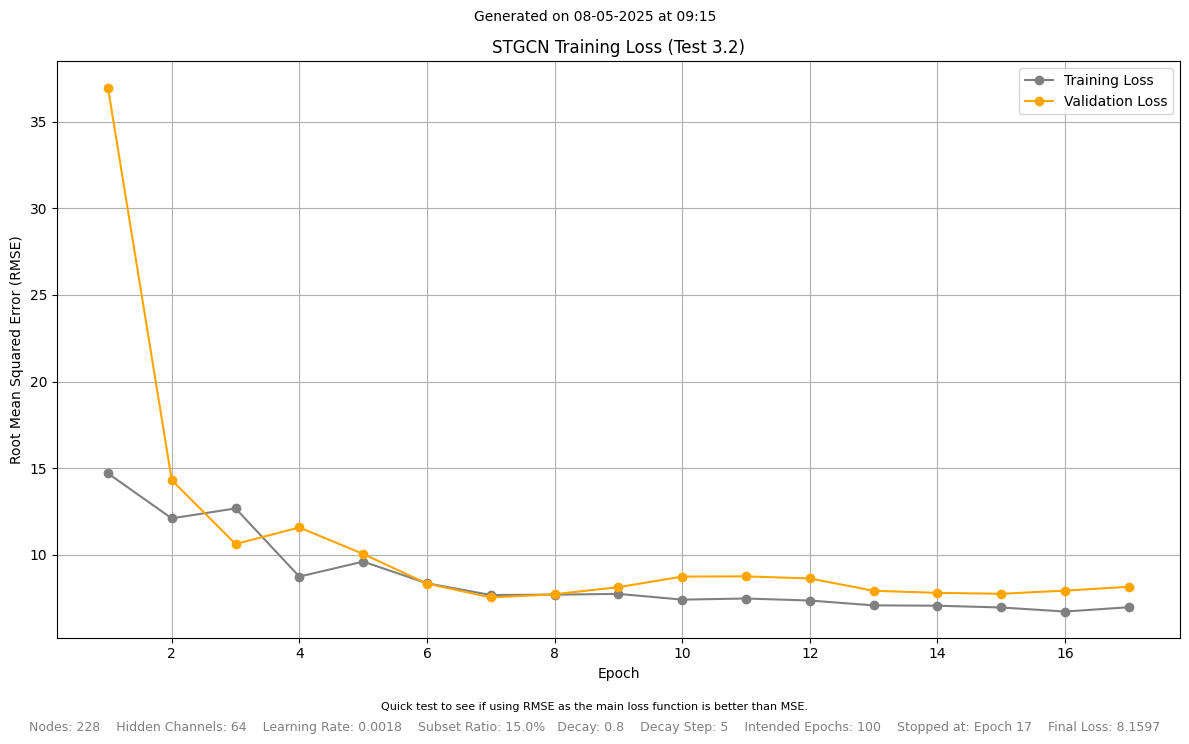 Generated on 08-05-2025 at 09:15
STGCN Training Loss (Test 3.2)
Training Loss
Validation Loss
Root Mean Squared Error (RMSE)
35
30
25
20
15
10
2 4 6 8 10 12 14 16
Epoch
Quick test to see if using RMSE as the main loss function is better than MSE.
Nodes: 228 Hidden Channels: 64 Learning Rate: 0.0018 Subset Ratio: 15.0% Decay: 0.8 Decay Step: 5 Intended Epochs: 100 Stopped at: Epoch 17 Final Loss: 8.1597